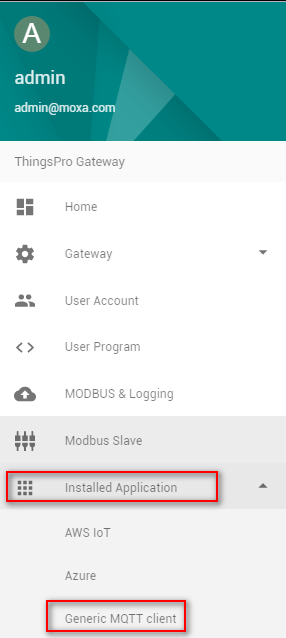 A
admin
admin@moxa.com
ThingsPro Gateway
Home
Gateway
User Account
User Program
MODBUS & Logging
Modbus Slave
Installed Application
AWS IoT
Azure
Generic MQTT client